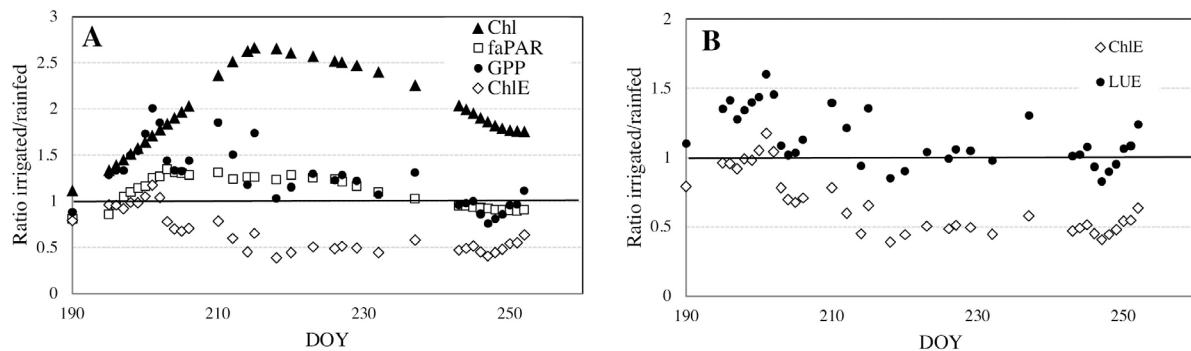 A
▲ Chl
□ faPAR
● GPP
◇ ChlE
Ratio irrigated/rainfed
3
2.5
2
1.5
1
0.5
0
190
210
230
250
DOY
B
◇ ChlE
● LUE
Ratio irrigated/rainfed
2
1.5
1
0.5
0
190
210
230
250
DOY